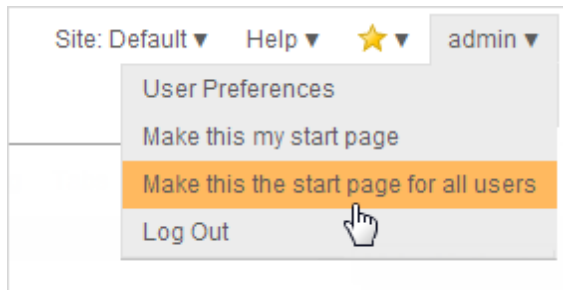 Site: Default ▼ Help ▼ ▼ admin ▼
User Preferences
Make this my start page
Make this the start page for all users
Log Out